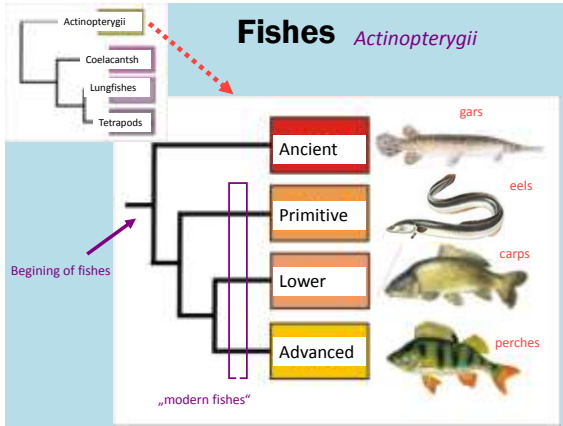 Fishes Actinopterygii
Actinopterygii
Coelacantsh
Lungfishes
Tetrapods
gars
Ancient
eels
Primitive
Begining of fishes
carps
Lower
perches
Advanced
„modern fishes“